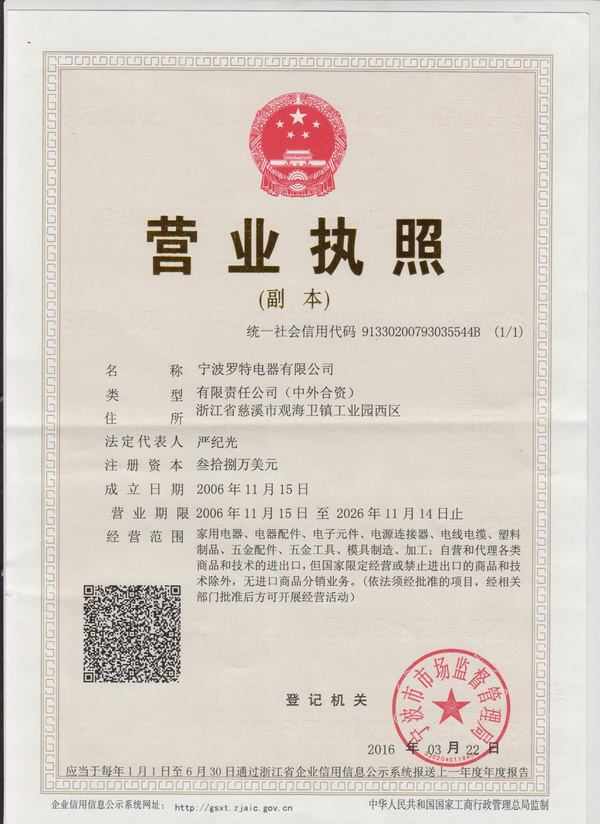 营业执照
(副 本)
统一社会信用代码 91330200793035544B (1/1)
名 称 宁波罗特电器有限公司
类 型 有限责任公司（中外合资）
住 所 浙江省慈溪市观海卫镇工业园西区
法定代表人 严纪光
注册资本 叁拾捌万美元
成立日期 2006年11月15日
营业期限 2006年11月15日 至 2026年11月14日止
经营范围 家用电器、电器配件、电子元件、电源连接器、电线电缆、塑料
制品、五金配件、五金工具、模具制造、加工；自营和代理各类
商品和技术的进出口，但国家限定经营或禁止进出口的商品和技
术除外，无进口商品分销业务。(依法须经批准的项目，经相关
部门批准后方可开展经营活动)
登记机关
宁波市市场监督管理局
2016 年 03 月 22 日
应当于每年1月1日至6月30日通过浙江省企业信用信息公示系统报送上一年度年度报告
企业信用信息公示系统网址： http://gsxt.zjaic.gov.cn
中华人民共和国国家工商行政管理总局监制